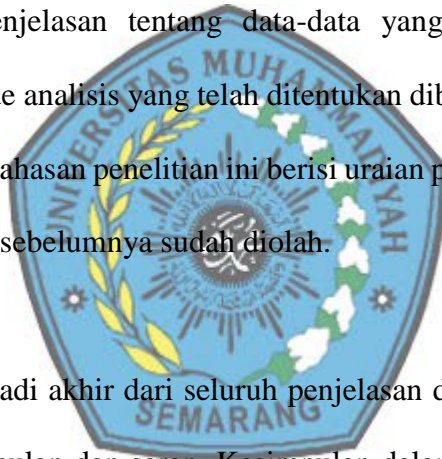 enjelasan tentang data-data yang
e analisis yang telah ditentukan dib
ahasan penelitian ini berisi uraian p
sebelumnya sudah diolah.
adi akhir dari seluruh penjelasan d
UNIVERSITAS MUHAMMADIYAH
SEMARANG